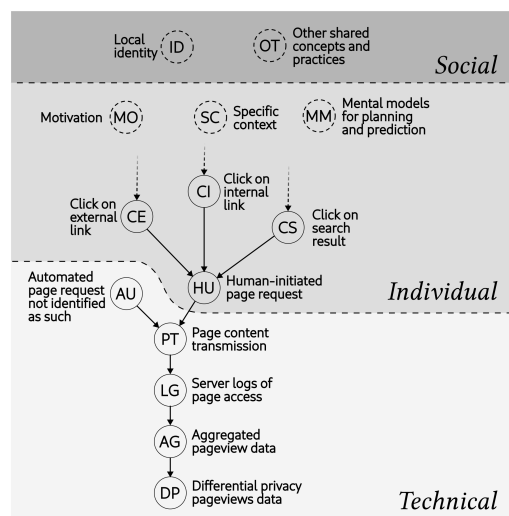 Local
identity
ID
OT
Other shared
concepts and
practices
Social
Motivation
MO
SC
Specific
context
MM
Mental models
for planning
and prediction
CI
Click on
internal
link
Click on
external
link
CE
CS
Click on
search
result
Automated
page request
not identified
as such
AU
HU
Human-initiated
page request
Individual
PT
Page content
transmission
LG
Server logs of
page access
AG
Aggregated
pageview data
DP
Differential privacy
pageviews data
Technical